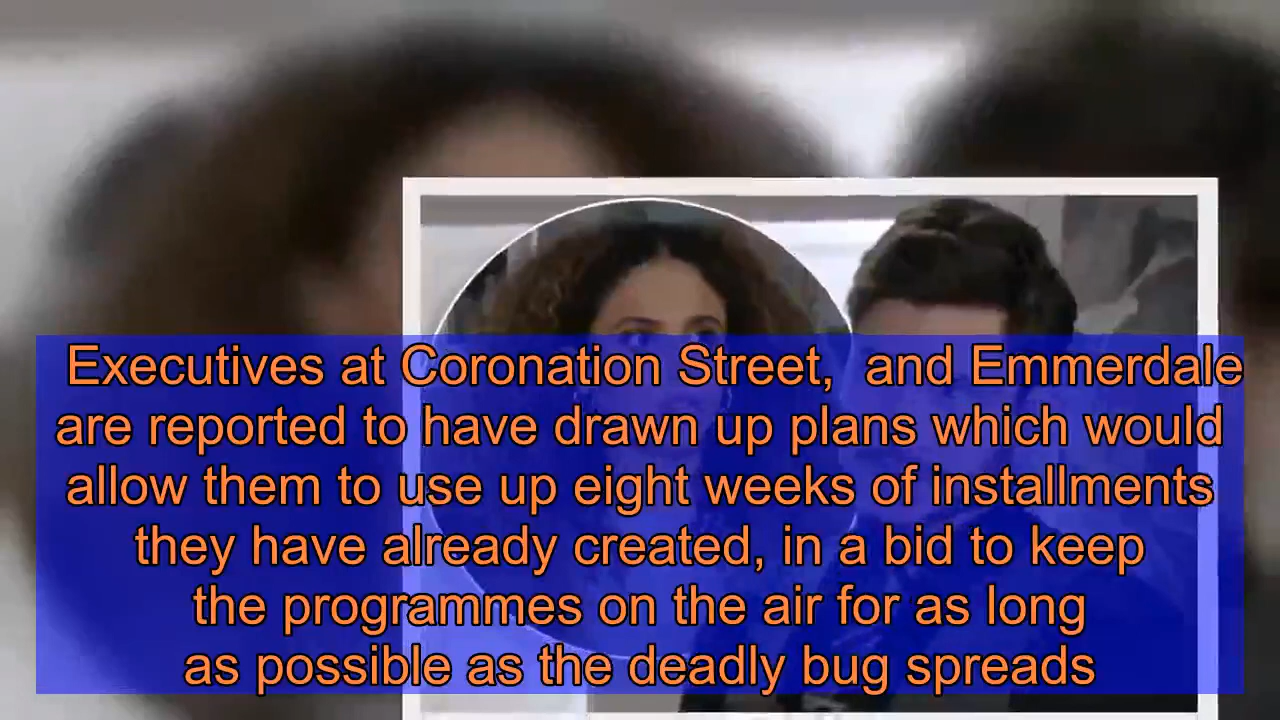 Executives at Coronation Street,  and Emmerdale
are reported to have drawn up plans which would
allow them to use up eight weeks of installments
they have already created, in a bid to keep
the programmes on the air for as long
as possible as the deadly bug spreads